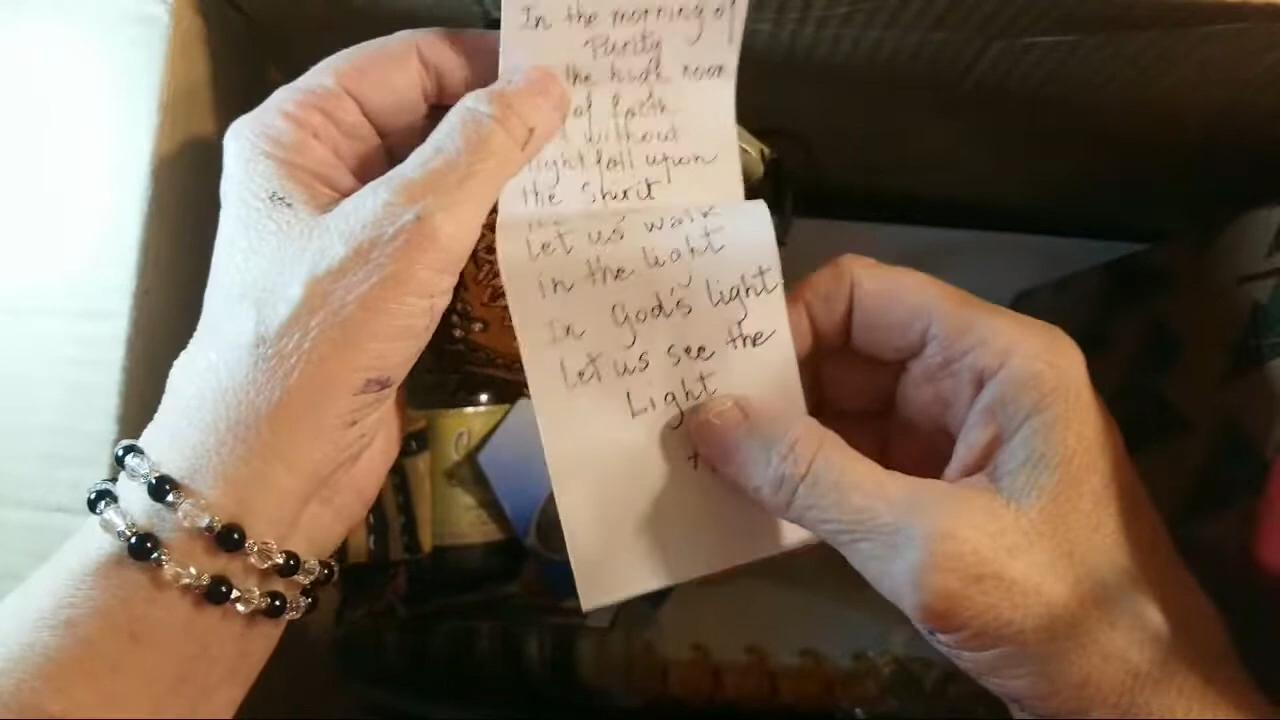 In the morning of
Purity
the high noon
of faith
without
light fall upon
the Spirit
Let us walk
in the light
In God's light
Let us see the
Light